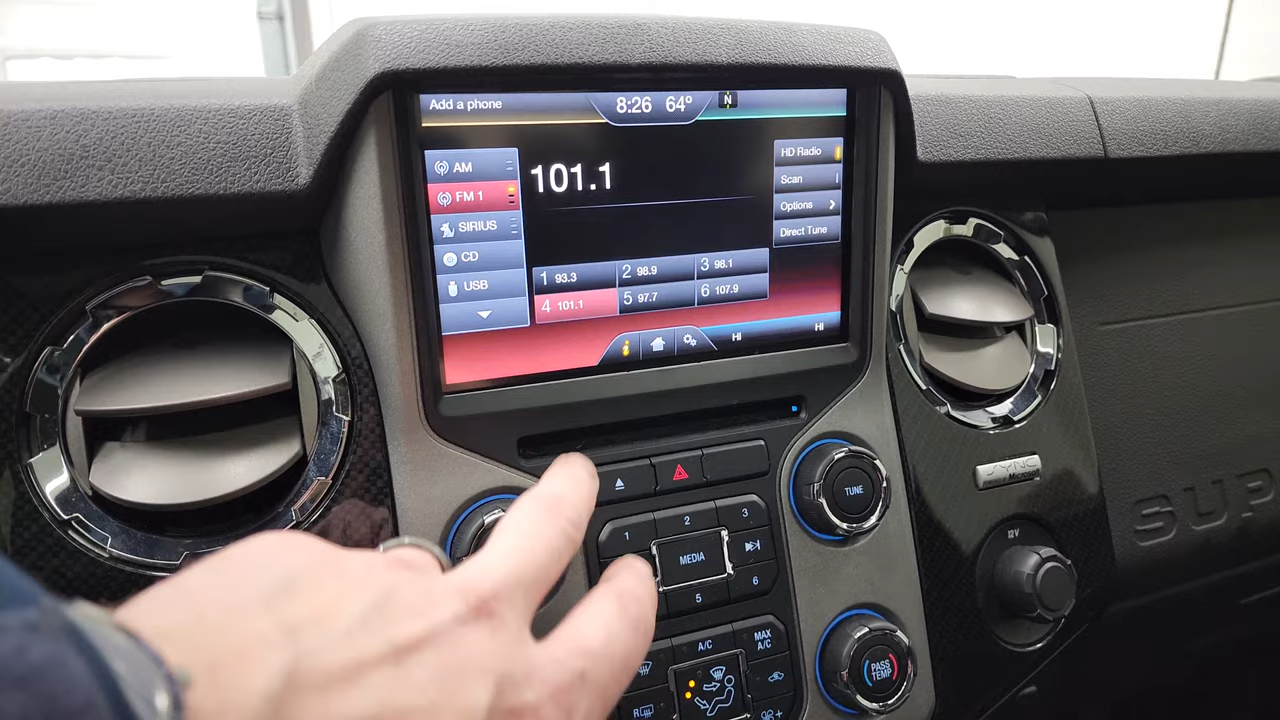 Add a phone
8:26 64° N
AM
FM 1
SIRIUS
CD
USB
101.1
HD Radio
Scan
Options
Direct Tune
1 93.3
2 98.9
3 98.1
4 101.1
5 97.7
6 107.9
HI
HI
1
2
3
MEDIA
5
6
TUNE
A/C
MAX
A/C
R
PASS
TEMP
SYNC
Microsoft
12V
SUP